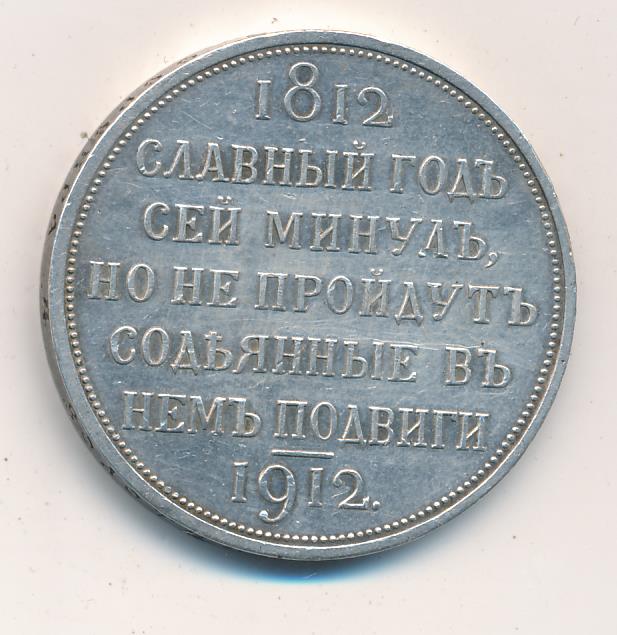 1812
СЛАВНЫЙ ГОДЪ
СЕЙ МИНУЛЪ,
НО НЕ ПРОЙДУТЪ
СОДѢЯННЫЕ ВЪ
НЕМЪ ПОДВИГИ
1912.